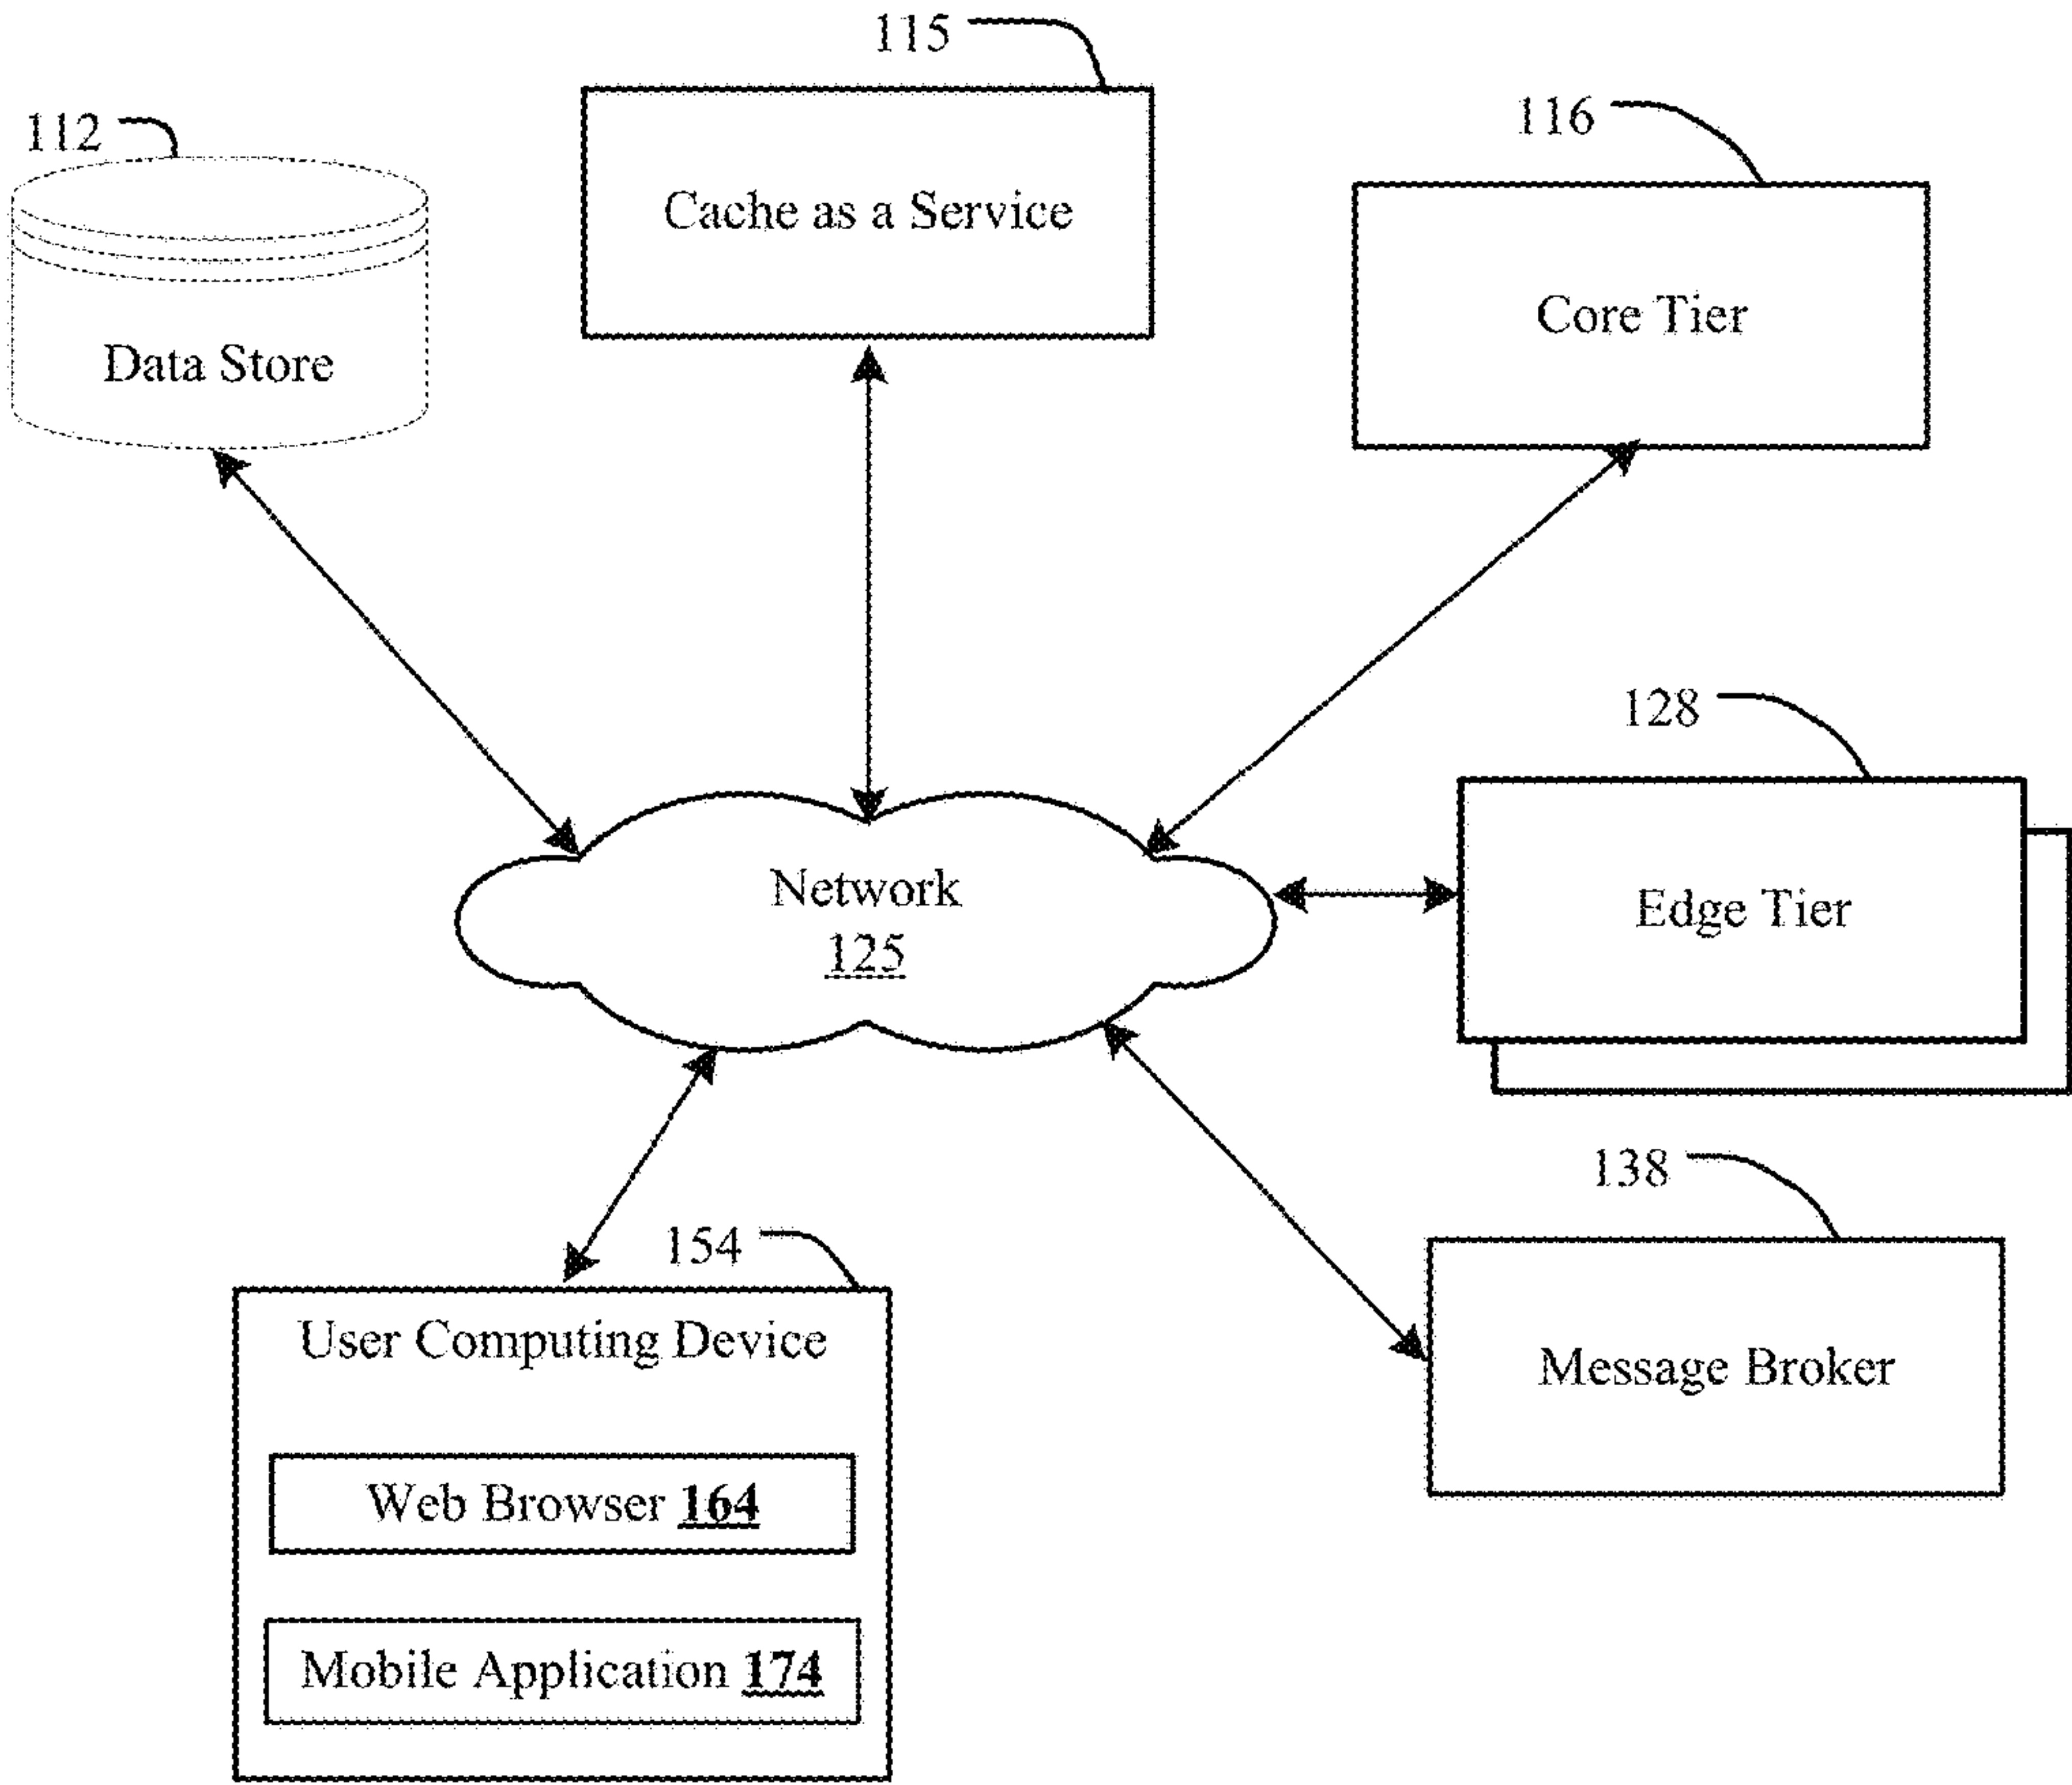 115
112
116
Cache as a Service
Core Tier
Data Store
128
Network
125
Edge Tier
138
154
User Computing Device
Message Broker
Web Browser 164
Mobile Application 174